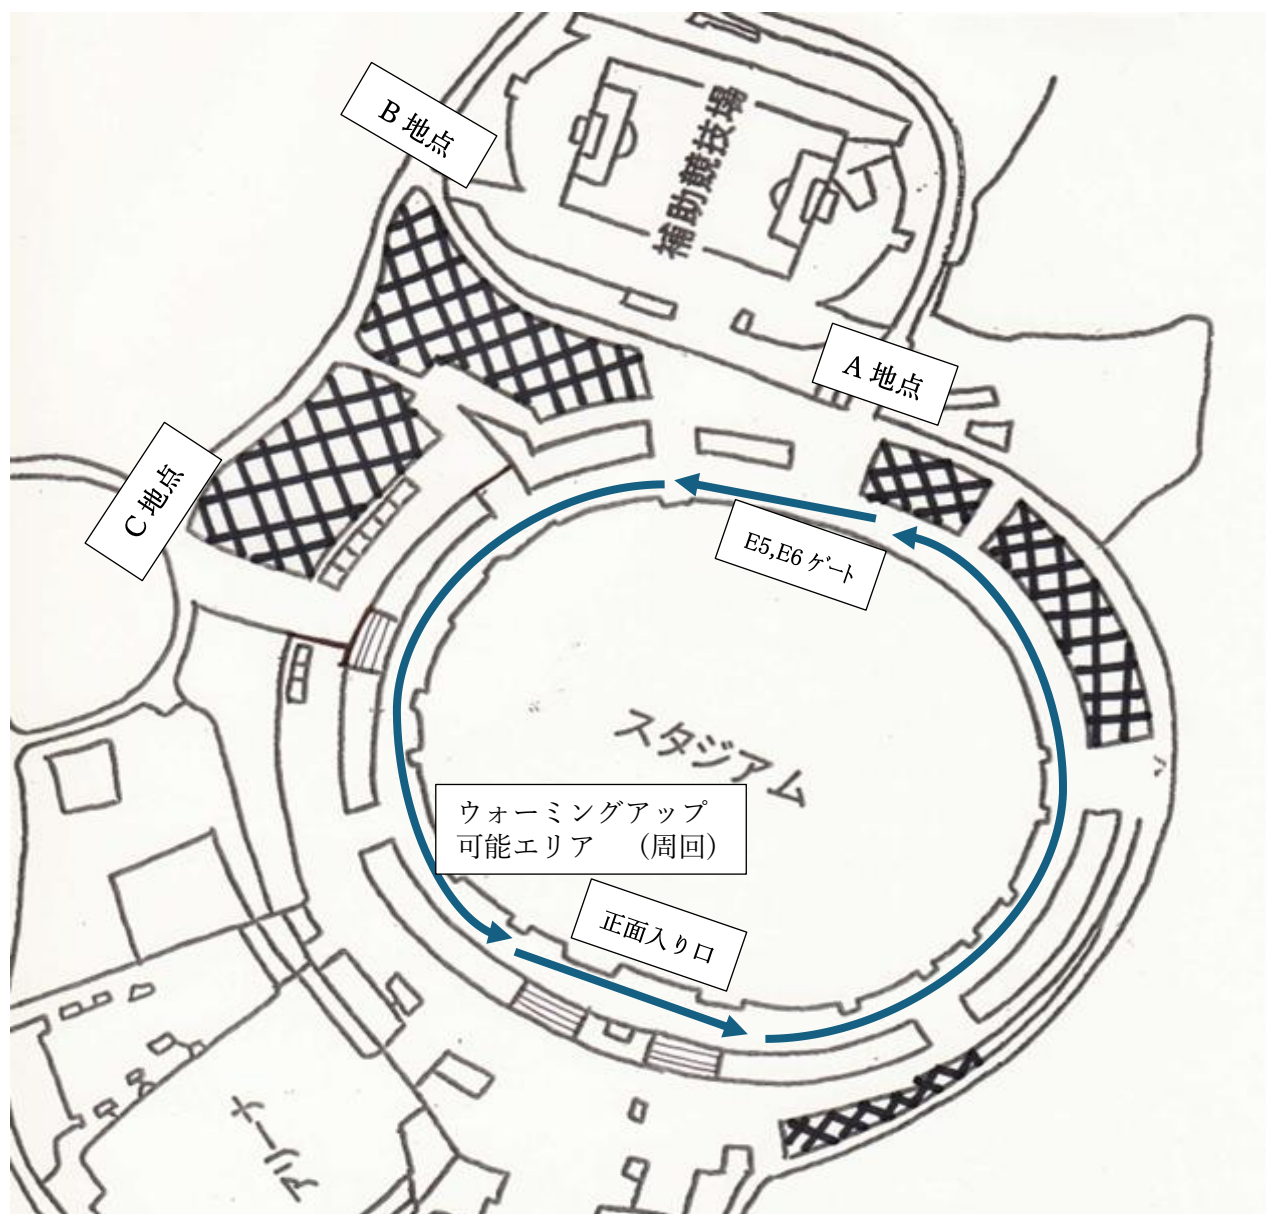 B 地点
補助競技場
A 地点
C 地点
E5,E6 ゲート
スタジアム
ウォーミングアップ
可能エリア　（周回）
正面入り口
アリーナ